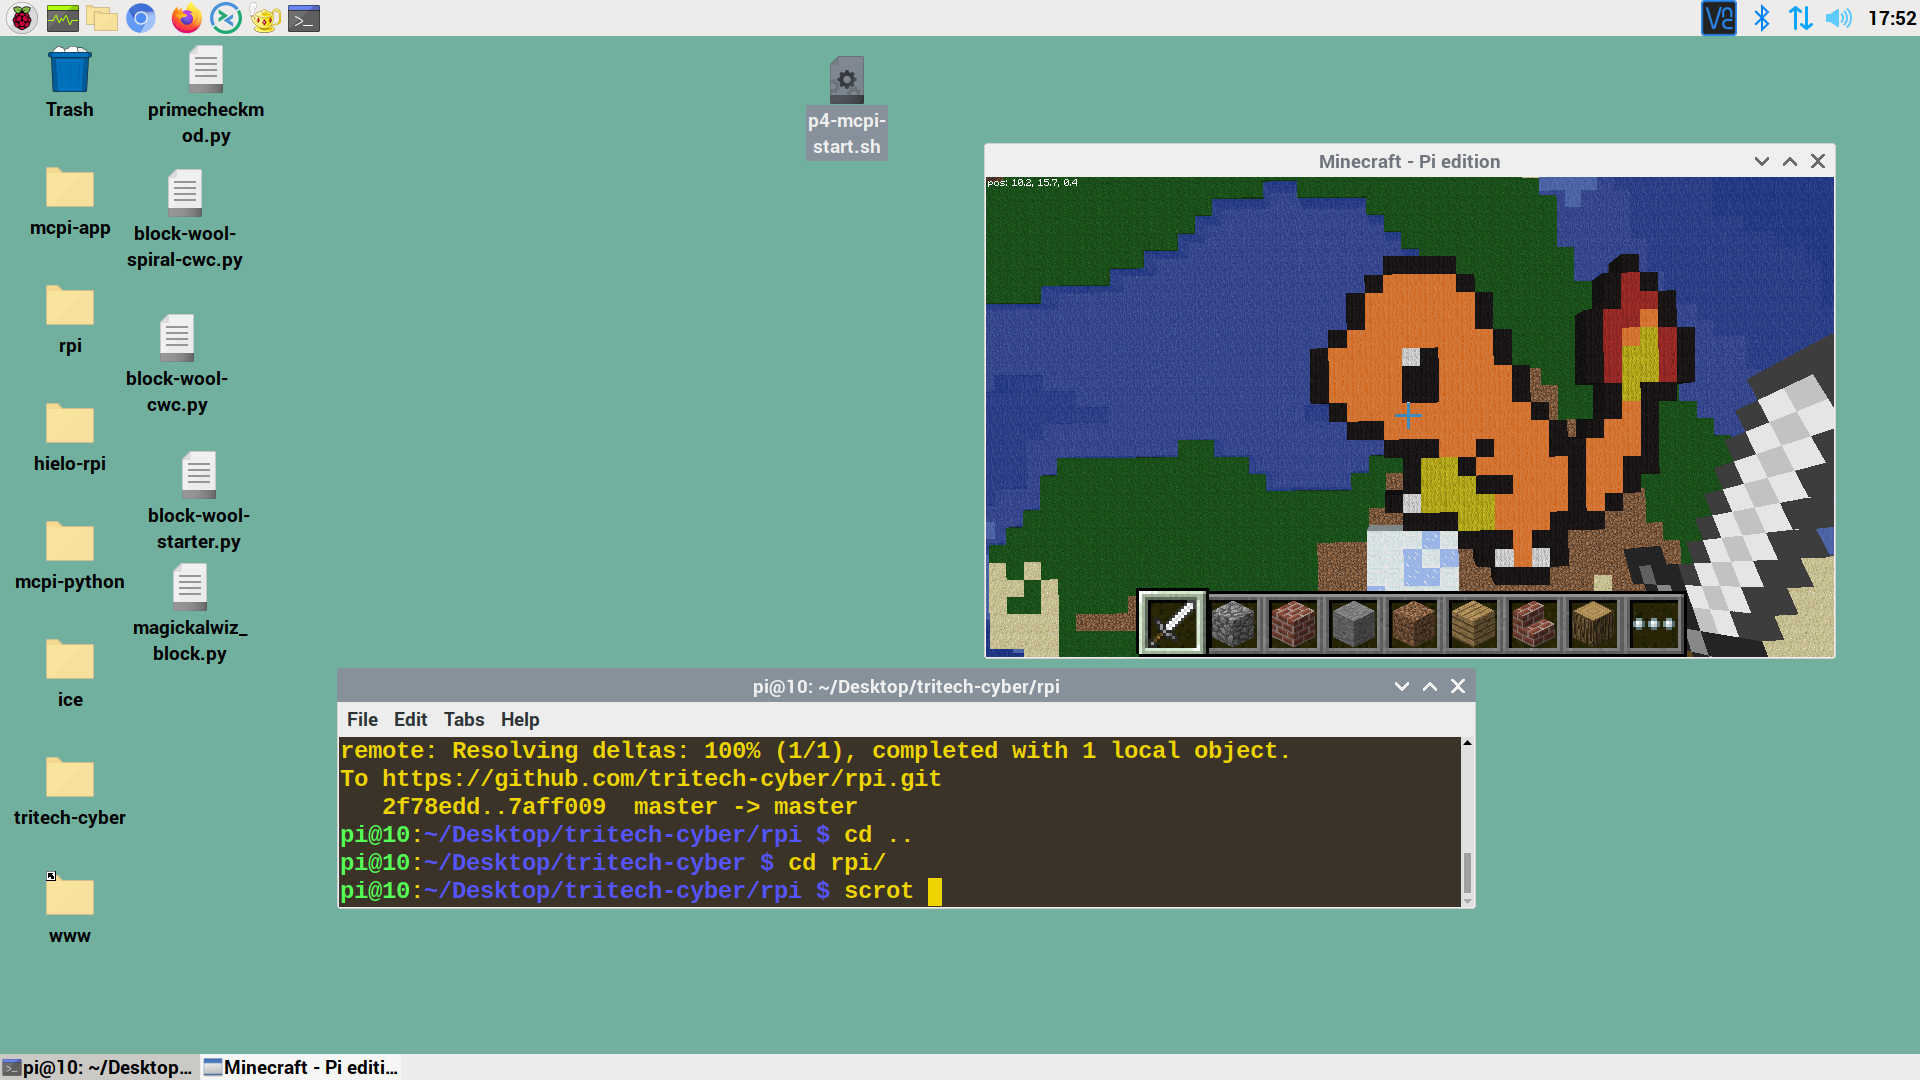 17:52
Trash
primecheckm
od.py
mcpi-app
block-wool-
spiral-cwc.py
rpi
block-wool-
cwc.py
hielo-rpi
block-wool-
starter.py
mcpi-python
magickalwiz_
block.py
ice
tritech-cyber
www
p4-mcpi-
start.sh
Minecraft - Pi edition
pos: 10.2, 15.7, 0.4
pi@10: ~/Desktop/tritech-cyber/rpi
File Edit Tabs Help
remote: Resolving deltas: 100% (1/1), completed with 1 local object.
To https://github.com/tritech-cyber/rpi.git
   2f78edd..7aff009  master -> master
pi@10:~/Desktop/tritech-cyber/rpi $ cd ..
pi@10:~/Desktop/tritech-cyber $ cd rpi/
pi@10:~/Desktop/tritech-cyber/rpi $ scrot
pi@10: ~/Desktop...
Minecraft - Pi editi...